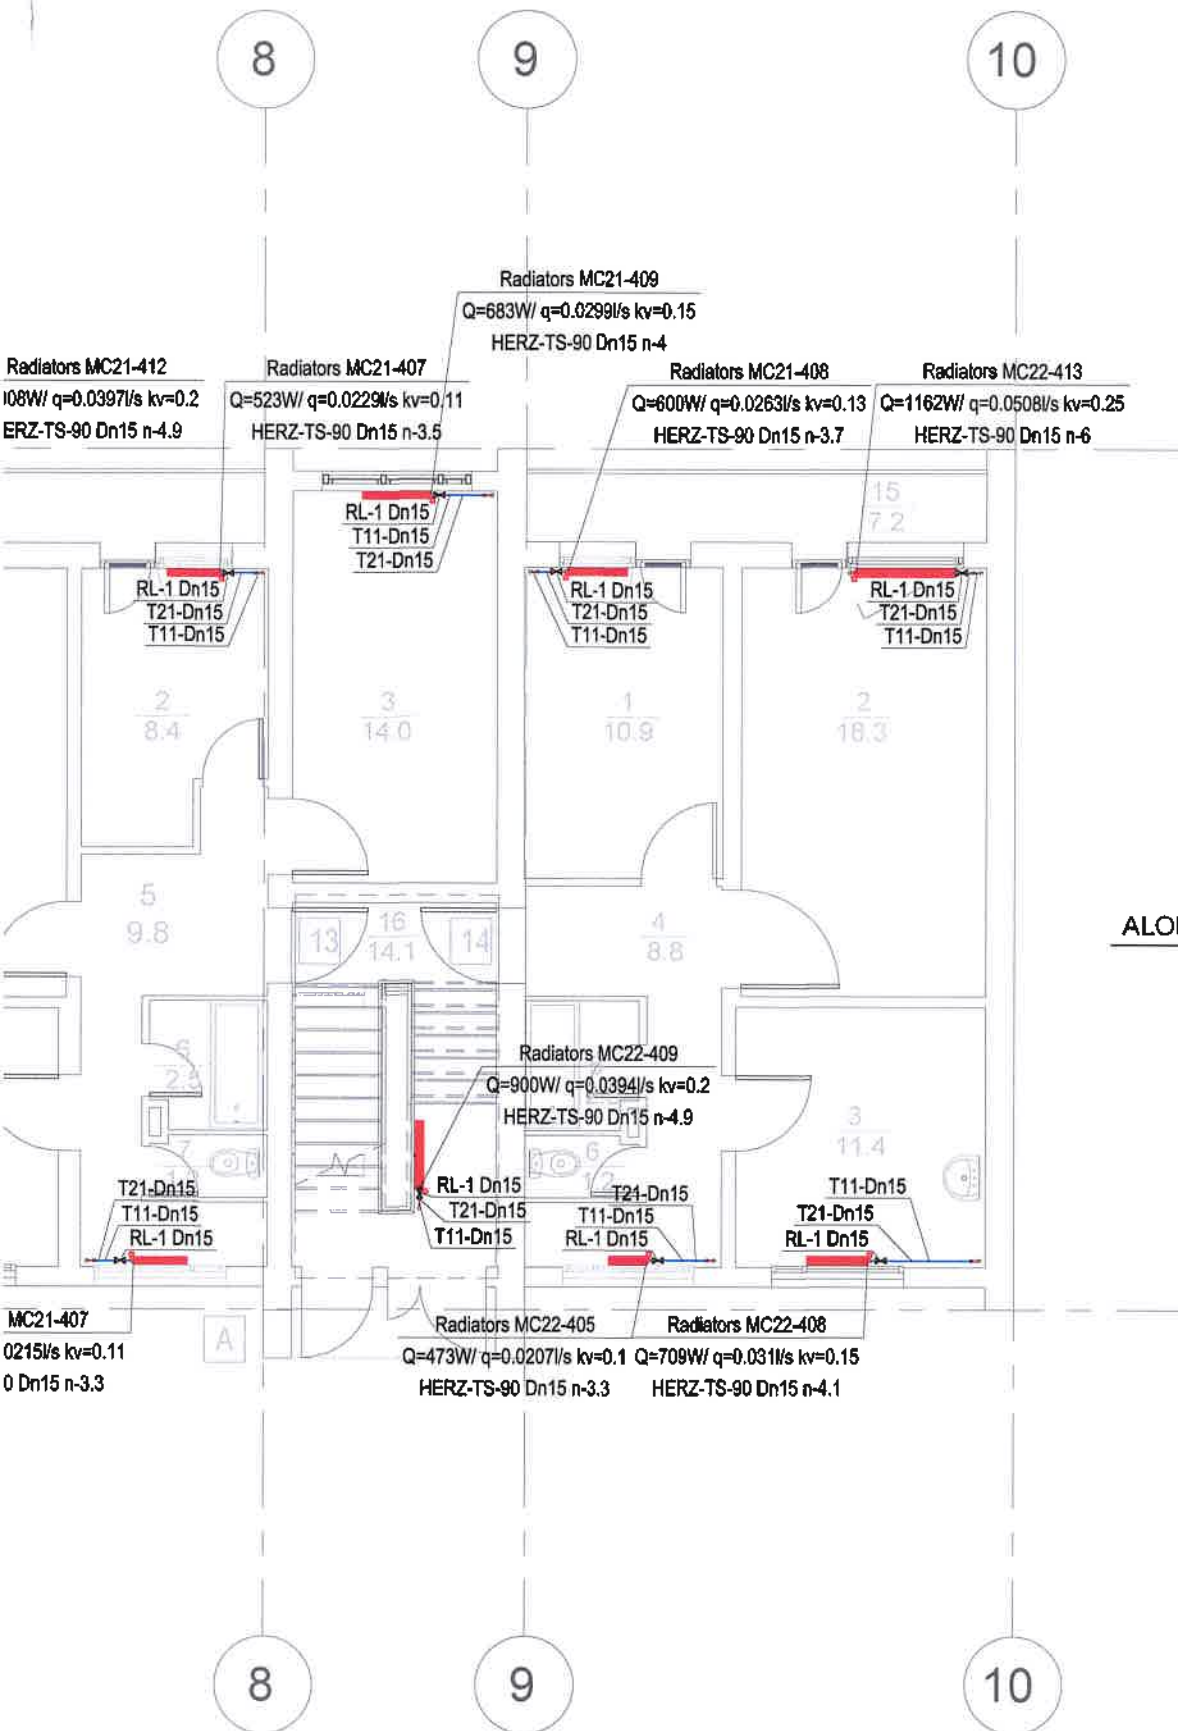 8
9
10
Radiators MC21-409
Q=683W/ q=0.0299l/s kv=0.15
HERZ-TS-90 Dn15 n-4
Radiators MC21-412
08W/ q=0.0397l/s kv=0.2
ERZ-TS-90 Dn15 n-4.9
Radiators MC21-407
Q=523W/ q=0.0229l/s kv=0.11
HERZ-TS-90 Dn15 n-3.5
Radiators MC21-408
Q=600W/ q=0.0263l/s kv=0.13
HERZ-TS-90 Dn15 n-3.7
Radiators MC22-413
Q=1162W/ q=0.0508l/s kv=0.25
HERZ-TS-90 Dn15 n-6
15
7.2
RL-1 Dn15
T11-Dn15
T21-Dn15
RL-1 Dn15
T21-Dn15
T11-Dn15
RL-1 Dn15
T21-Dn15
T11-Dn15
RL-1 Dn15
T21-Dn15
T11-Dn15
2
8.4
3
14.0
1
10.9
2
18.3
5
9.8
13
16
14.1
14
4
8.8
ALO
6
Radiators MC22-409
Q=900W/ q=0.0394l/s kv=0.2
HERZ-TS-90 Dn15 n-4.9
3
11.4
7
6
1.2
RL-1 Dn15
T21-Dn15
T11-Dn15
T21-Dn15
T11-Dn15
RL-1 Dn15
T21-Dn15
T11-Dn15
RL-1 Dn15
T11-Dn15
T21-Dn15
RL-1 Dn15
MC21-407
0215l/s kv=0.11
0 Dn15 n-3.3
A
Radiators MC22-405
Q=473W/ q=0.0207l/s kv=0.1
HERZ-TS-90 Dn15 n-3.3
Radiators MC22-408
Q=709W/ q=0.031l/s kv=0.15
HERZ-TS-90 Dn15 n-4.1
8
9
10